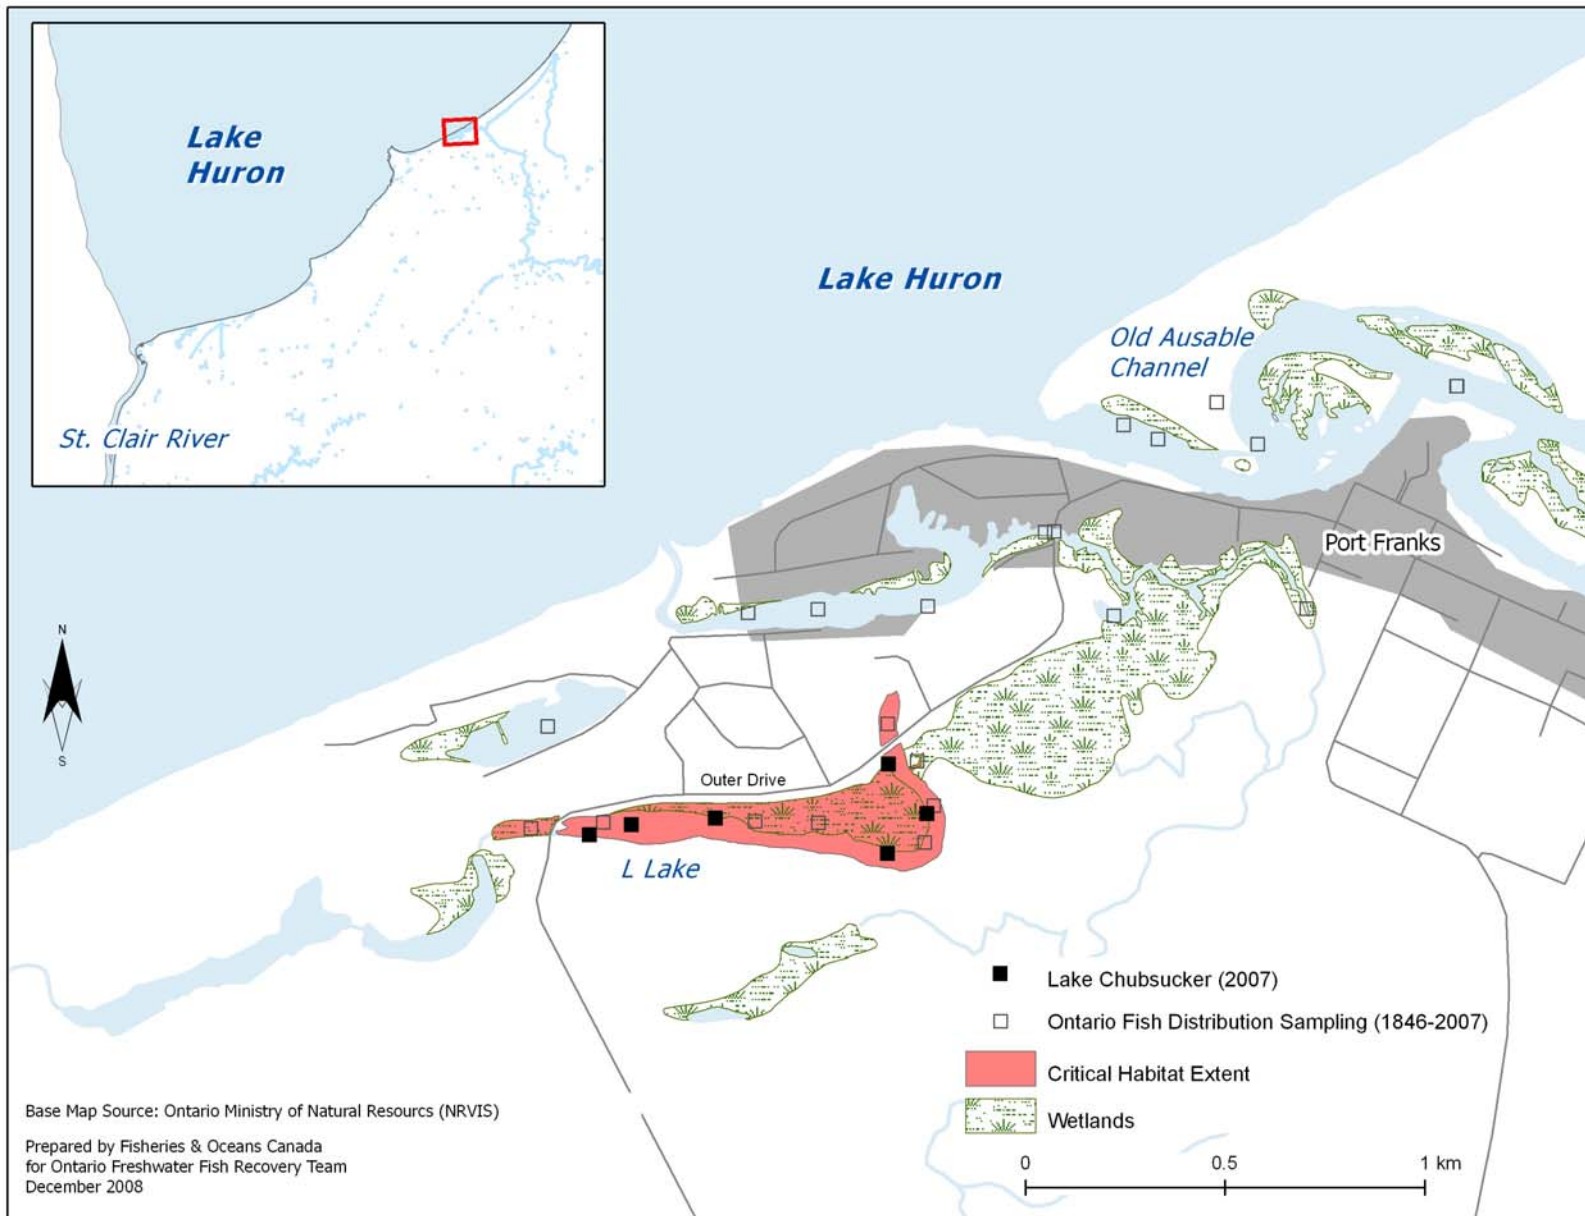 Lake
Huron
St. Clair River
Lake Huron
Old Ausable
Channel
Port Franks
N
S
Outer Drive
L Lake
Lake Chubsucker (2007)
Ontario Fish Distribution Sampling (1846-2007)
Critical Habitat Extent
Wetlands
0 0.5 1 km
Base Map Source: Ontario Ministry of Natural Resourcs (NRVIS)
Prepared by Fisheries & Oceans Canada
for Ontario Freshwater Fish Recovery Team
December 2008